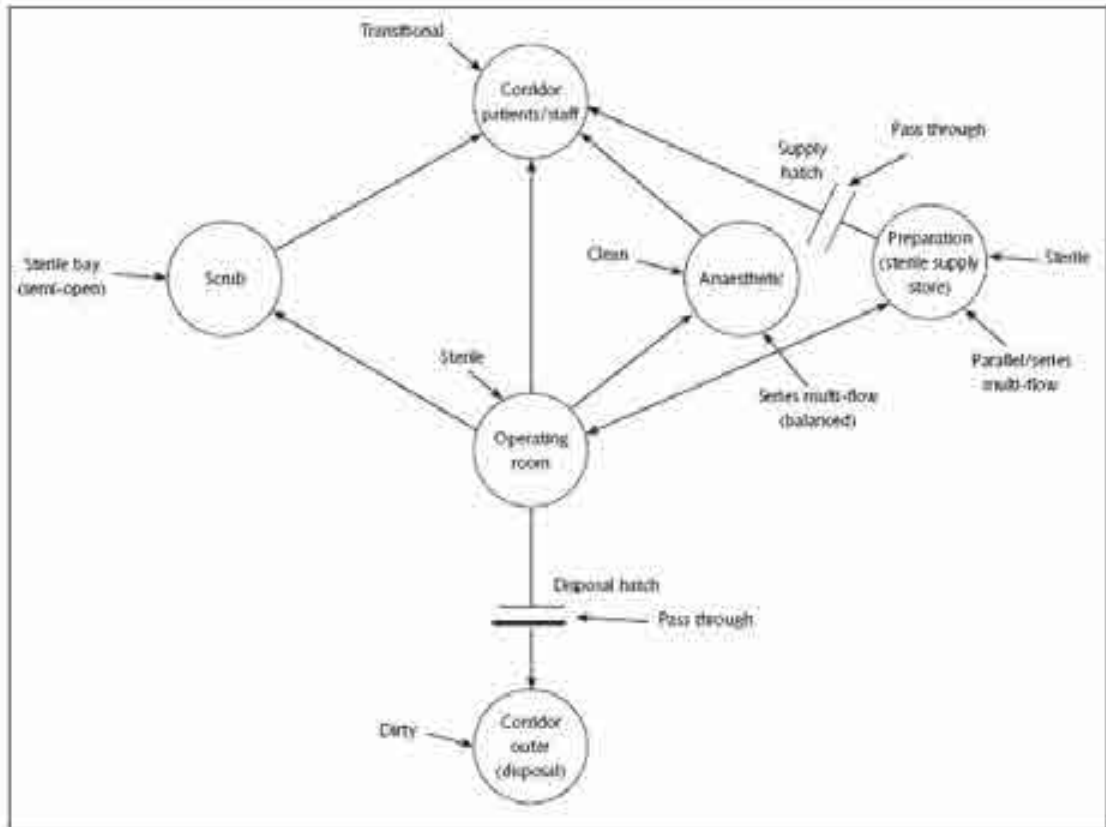 Transitional
Corridor
patients/staff
Pass through
Supply
hatch
Sterile bay
(semi-open)
Scrub
Clean
Anaesthetic
Preparation
(sterile supply
store)
Sterile
Sterile
Parallel/series
multi-flow
Series multi-flow
(balanced)
Operating
room
Disposal hatch
Pass through
Dirty
Corridor
outer
(disposal)